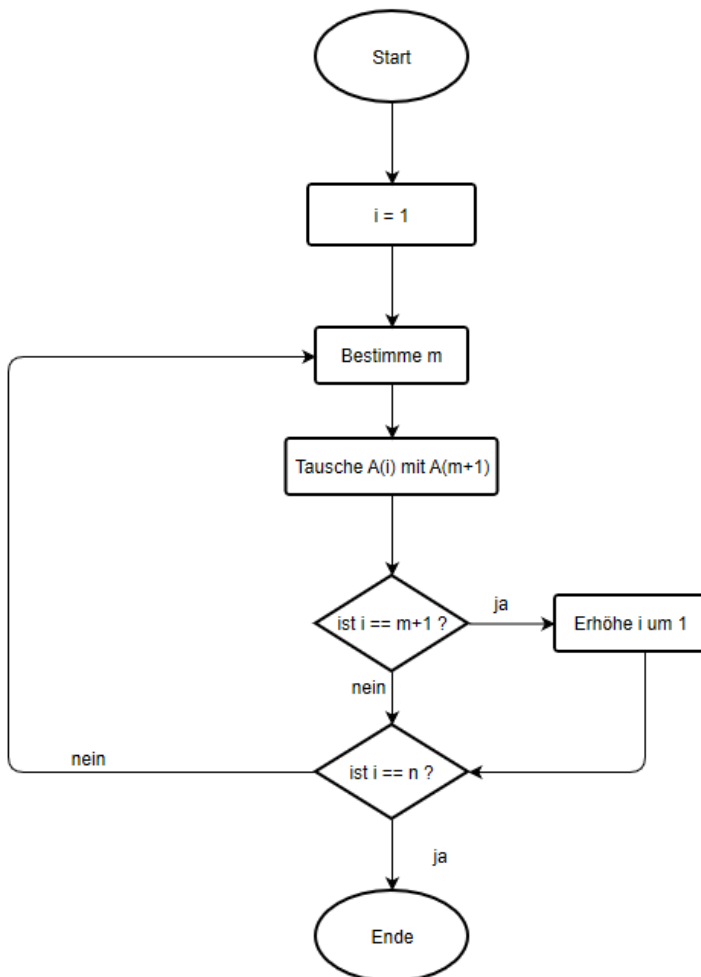 Start
i = 1
Bestimme m
Tausche A(i) mit A(m+1)
ist i == m+1 ?
ja
Erhöhe i um 1
nein
nein
ist i == n ?
ja
Ende